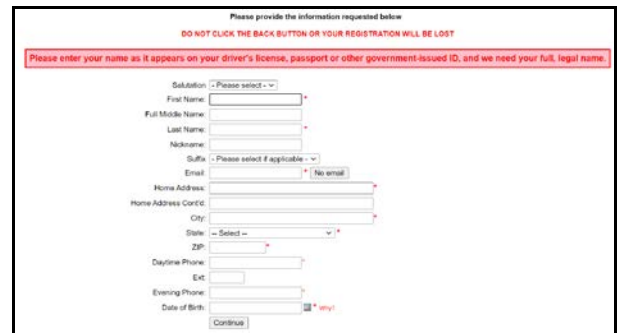 Please provide the information requested below
DO NOT CLICK THE BACK BUTTON OR YOUR REGISTRATION WILL BE LOST
Please enter your name as it appears on your driver's license, passport or other government-issued ID, and we need your full, legal name.
Salutation - Please select -
First Name: *
Full Middle Name:
Last Name: *
Nickname:
Suffix - Please select if applicable -
Email: * No email
Home Address: *
Home Address Cont'd:
City: *
State: -- Select -- *
ZIP: *
Daytime Phone: *
Ext:
Evening Phone: *
Date of Birth: * why?
Continue